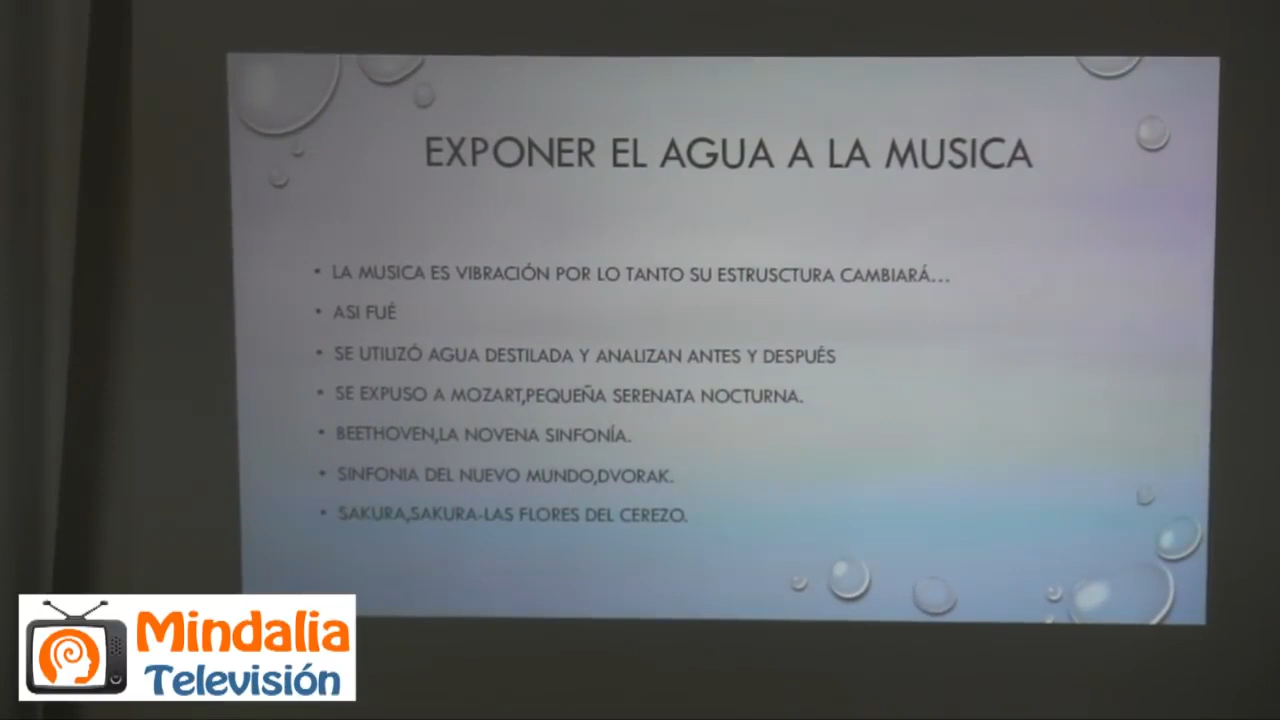 EXPONER EL AGUA A LA MUSICA
• LA MUSICA ES VIBRACIÓN POR LO TANTO SU ESTRUSCTURA CAMBIARÁ...
• ASI FUÉ
• SE UTILIZÓ AGUA DESTILADA Y ANALIZAN ANTES Y DESPUÉS
• SE EXPUSO A MOZART,PEQUEÑA SERENATA NOCTURNA.
• BEETHOVEN,LA NOVENA SINFONÍA.
• SINFONIA DEL NUEVO MUNDO,DVORAK.
• SAKURA,SAKURA-LAS FLORES DEL CEREZO.
Mindalia
Televisión